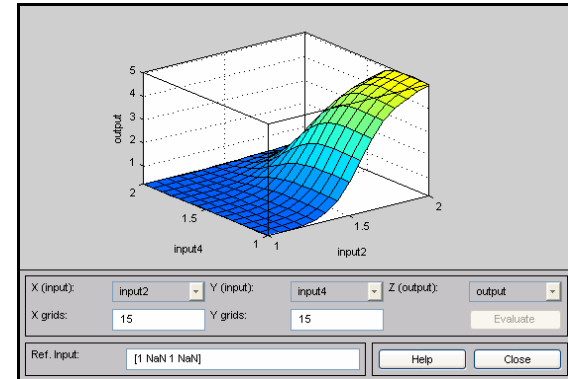 5
4
3
2
1
output
2
1.5
1
input4
1
1.5
2
input2
X (input): input2 Y (input): input4 Z (output): output
X grids: 15 Y grids: 15 Evaluate
Ref. Input: [1 NaN 1 NaN] Help Close